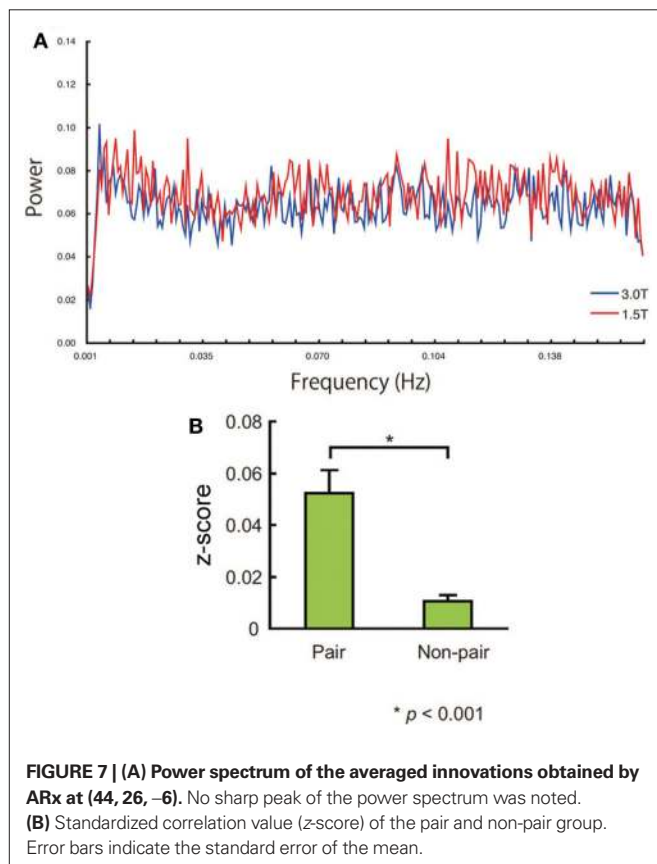 A
0.14
0.12
0.10
0.08
0.06
0.04
0.02
0.00
Power
3.0T
1.5T
0.001 0.035 0.070 0.104 0.138
Frequency (Hz)
B
0.08
0.06
0.04
0.02
0
z-score
*
Pair Non-pair
* p < 0.001
FIGURE 7 | (A) Power spectrum of the averaged innovations obtained by
ARx at (44, 26, –6). No sharp peak of the power spectrum was noted.
(B) Standardized correlation value (z-score) of the pair and non-pair group.
Error bars indicate the standard error of the mean.